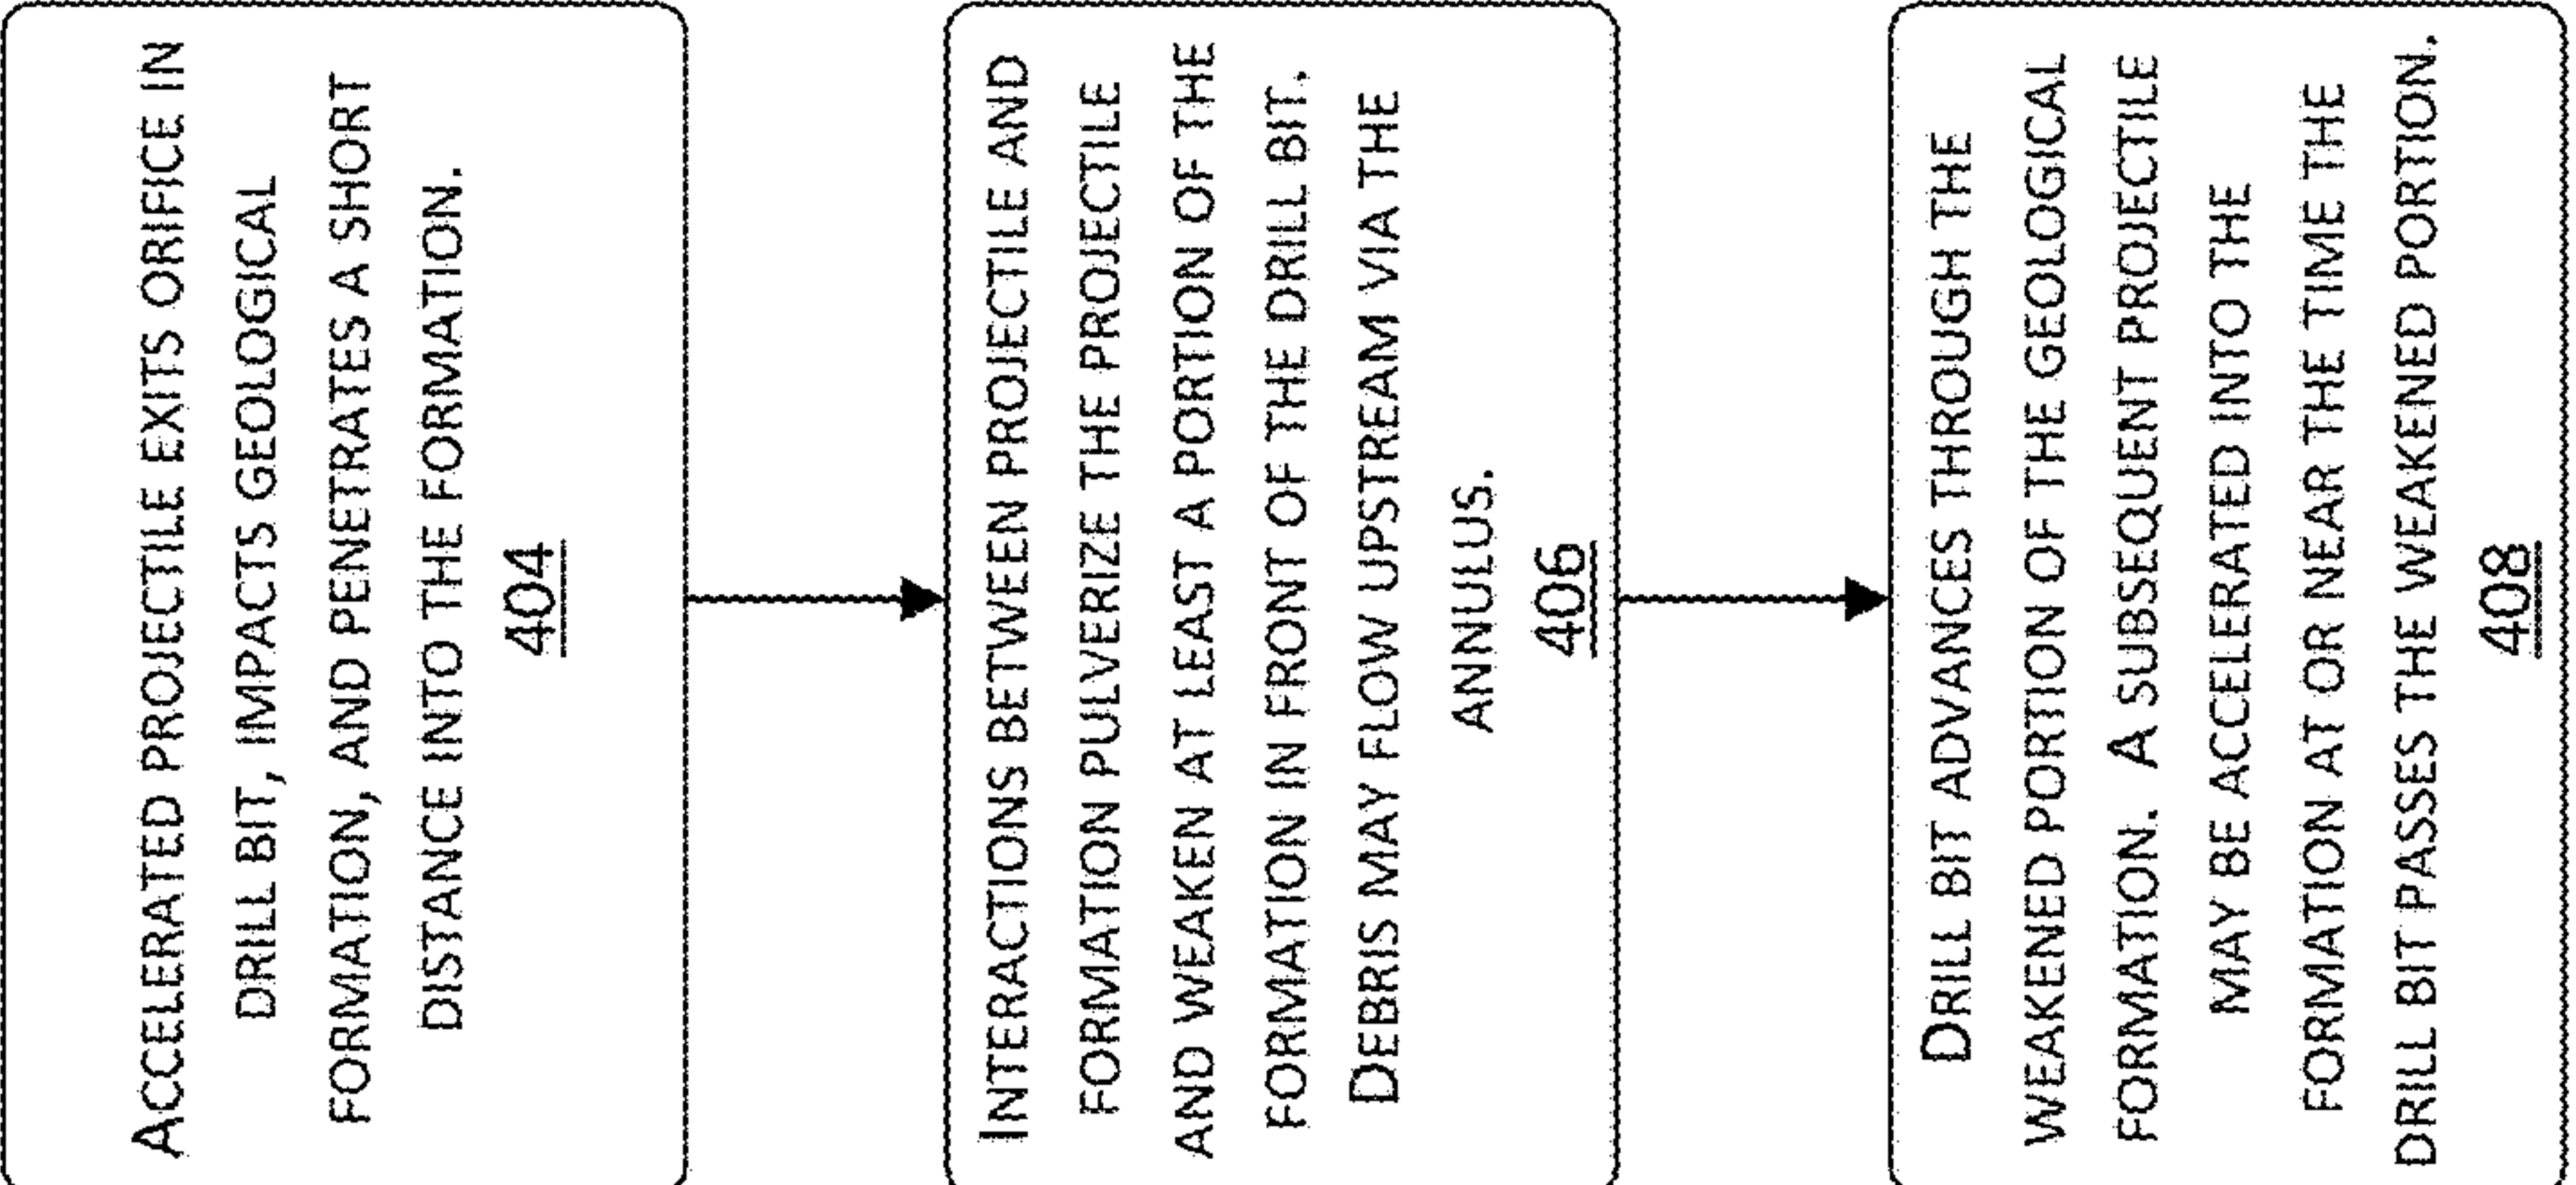 ACCELERATED PROJECTILE EXITS ORIFICE IN
DRILL BIT, IMPACTS GEOLOGICAL
FORMATION, AND PENETRATES A SHORT
DISTANCE INTO THE FORMATION.
404
INTERACTIONS BETWEEN PROJECTILE AND
FORMATION PULVERIZE THE PROJECTILE
AND WEAKEN AT LEAST A PORTION OF THE
FORMATION IN FRONT OF THE DRILL BIT.
DEBRIS MAY FLOW UPSTREAM VIA THE
ANNULUS.
406
DRILL BIT ADVANCES THROUGH THE
WEAKENED PORTION OF THE GEOLOGICAL
FORMATION. A SUBSEQUENT PROJECTILE
MAY BE ACCELERATED INTO THE
FORMATION AT OR NEAR THE TIME THE
DRILL BIT PASSES THE WEAKENED PORTION.
408